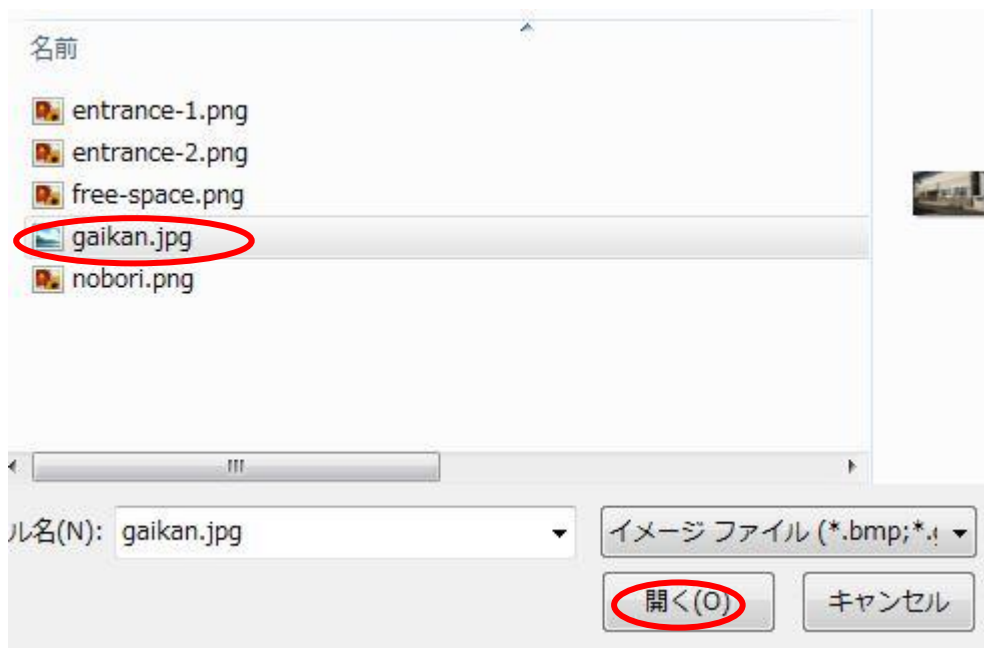 名前
entrance-1.png
entrance-2.png
free-space.png
gaikan.jpg
nobori.png
ル名(N): gaikan.jpg イメージ ファイル (*.bmp;*.g
開く(O) キャンセル